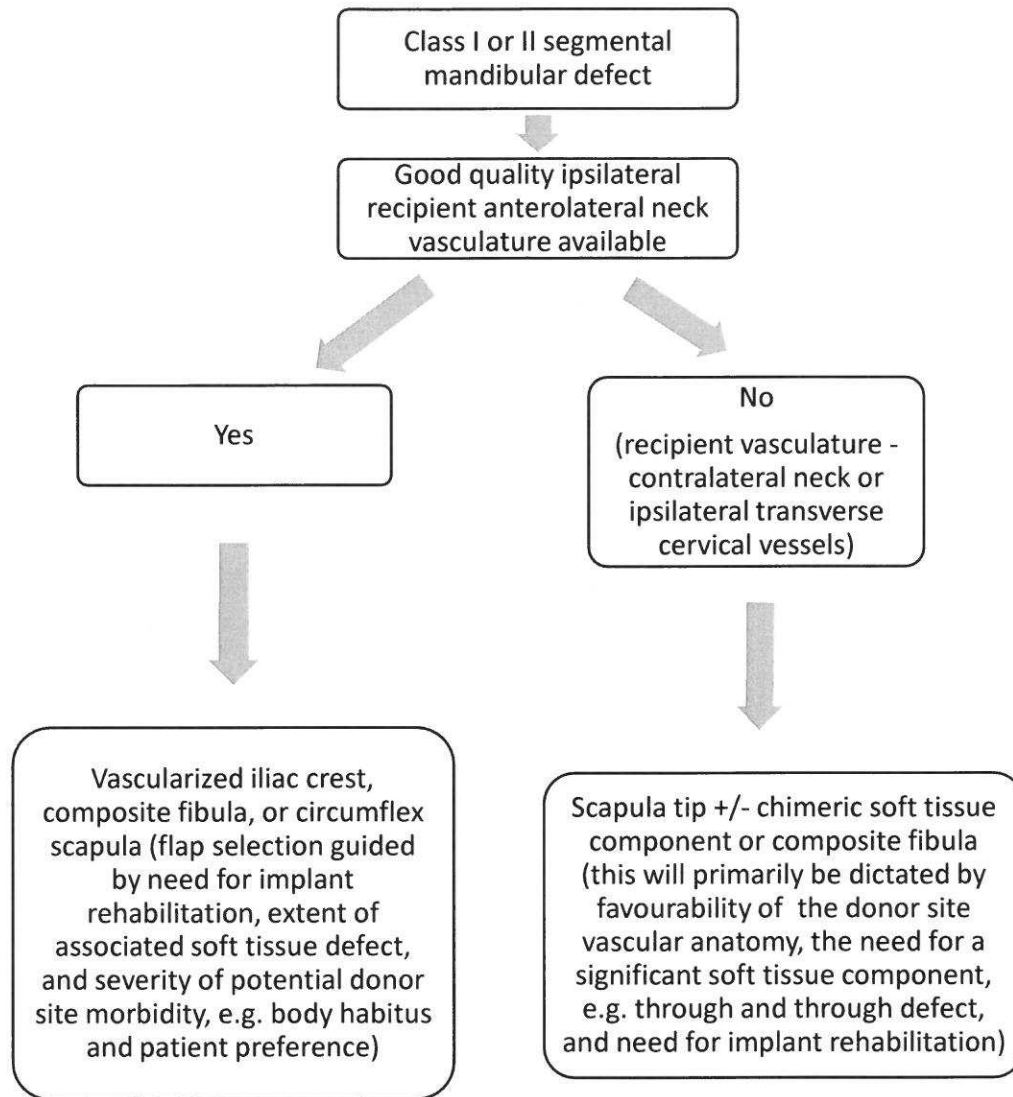 Class I or II segmental
mandibular defect
Good quality ipsilateral
recipient anterolateral neck
vasculature available
Yes
No
(recipient vasculature -
contralateral neck or
ipsilateral transverse
cervical vessels)
Vascularized iliac crest,
composite fibula, or circumflex
scapula (flap selection guided
by need for implant
rehabilitation, extent of
associated soft tissue defect,
and severity of potential donor
site morbidity, e.g. body habitus
and patient preference)
Scapula tip +/- chimeric soft tissue
component or composite fibula
(this will primarily be dictated by
favourability of the donor site
vascular anatomy, the need for a
significant soft tissue component,
e.g. through and through defect,
and need for implant rehabilitation)